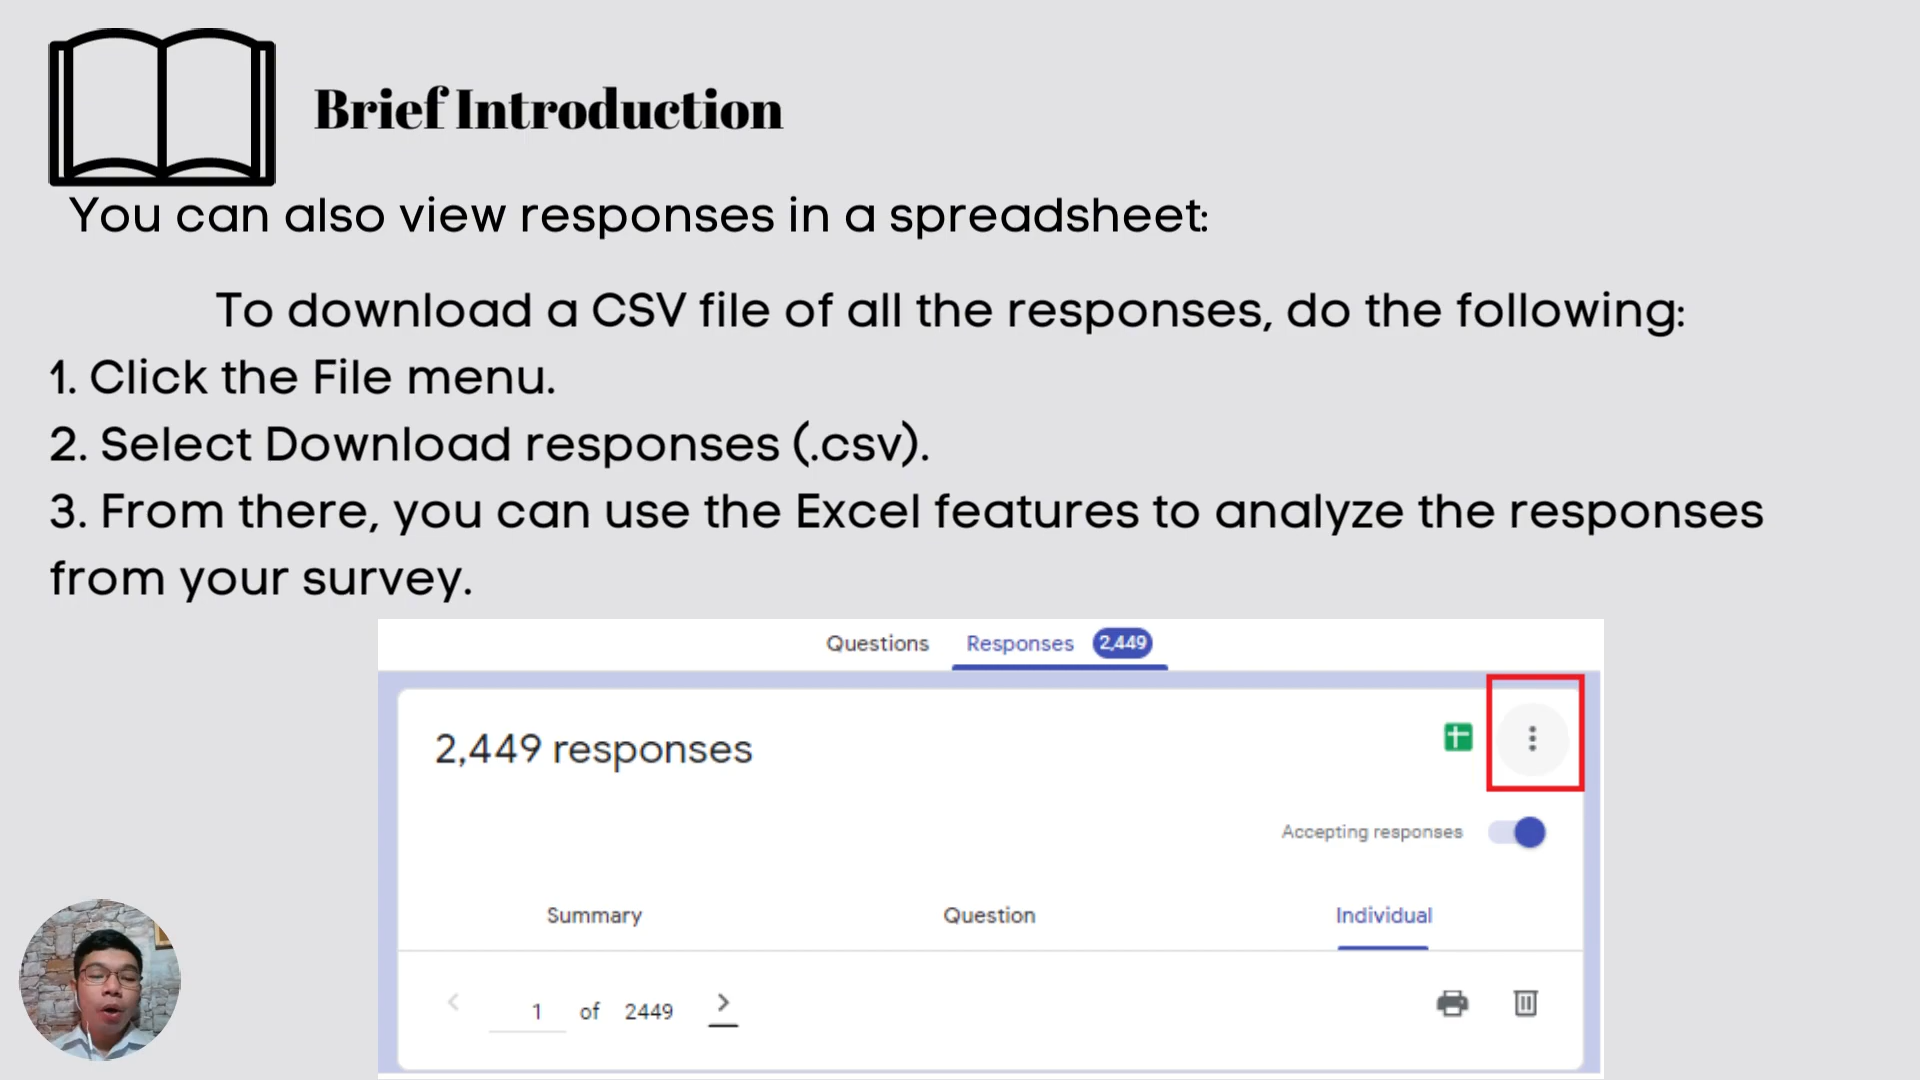 Brief Introduction
You can also view responses in a spreadsheet:
To download a CSV file of all the responses, do the following:
1. Click the File menu.
2. Select Download responses (.csv).
3. From there, you can use the Excel features to analyze the responses
from your survey.
Questions Responses 2,449
2,449 responses
Accepting responses
Summary Question Individual
1 of 2449